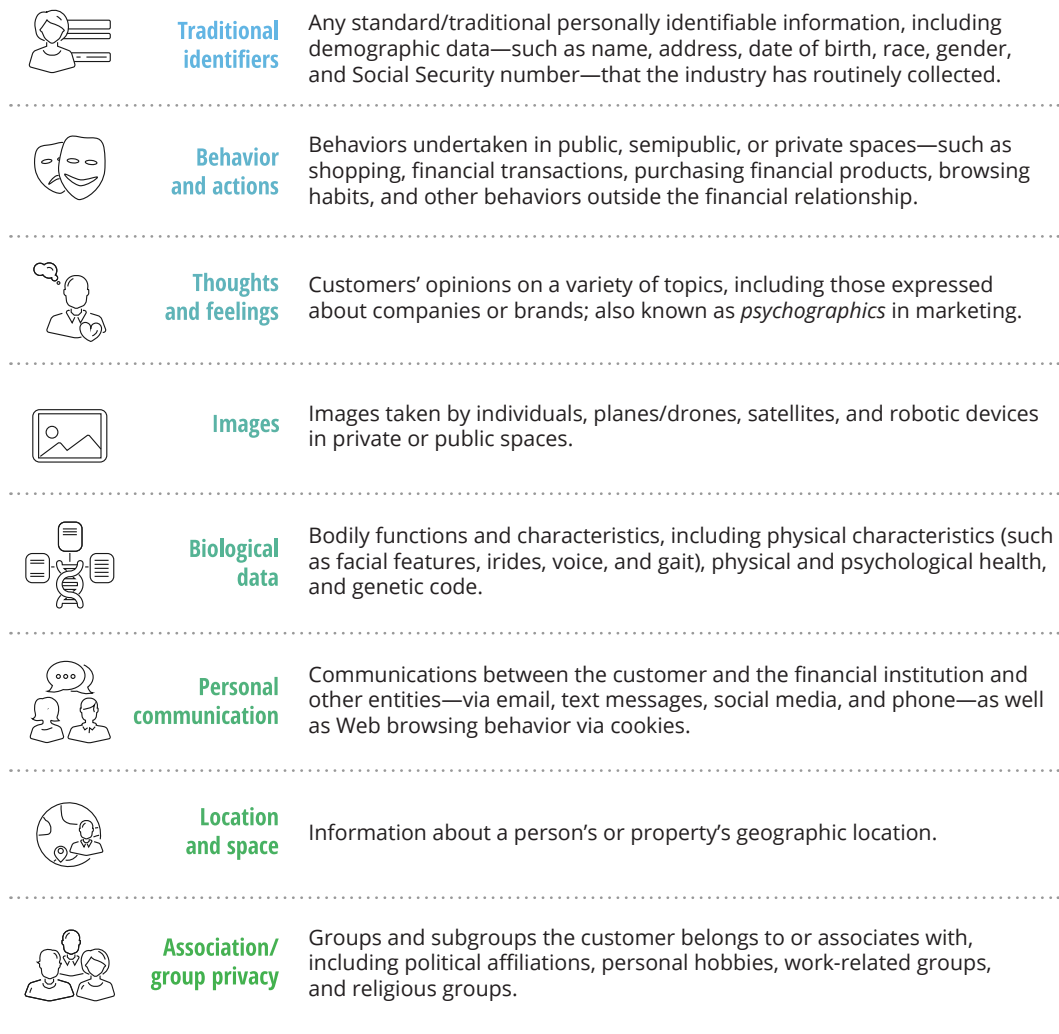 Traditional
identifiers
Any standard/traditional personally identifiable information, including
demographic data—such as name, address, date of birth, race, gender,
and Social Security number—that the industry has routinely collected.
Behavior
and actions
Behaviors undertaken in public, semipublic, or private spaces—such as
shopping, financial transactions, purchasing financial products, browsing
habits, and other behaviors outside the financial relationship.
Thoughts
and feelings
Customers’ opinions on a variety of topics, including those expressed
about companies or brands; also known as psychographics in marketing.
Images
Images taken by individuals, planes/drones, satellites, and robotic devices
in private or public spaces.
Biological
data
Bodily functions and characteristics, including physical characteristics (such
as facial features, irides, voice, and gait), physical and psychological health,
and genetic code.
Personal
communication
Communications between the customer and the financial institution and
other entities—via email, text messages, social media, and phone—as well
as Web browsing behavior via cookies.
Location
and space
Information about a person’s or property’s geographic location.
Association/
group privacy
Groups and subgroups the customer belongs to or associates with,
including political affiliations, personal hobbies, work-related groups,
and religious groups.